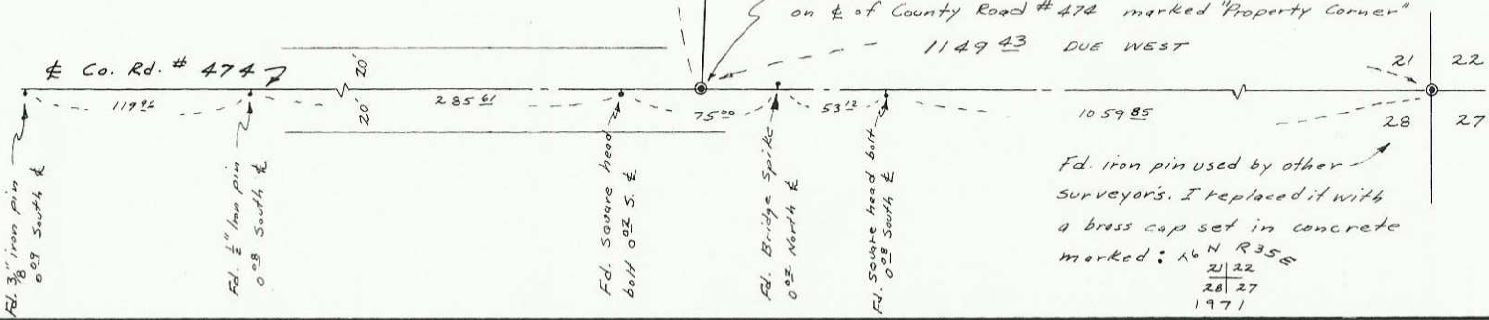 on ℄ of County Road # 474 marked "Property Corner"
1149 43 DUE WEST
℄ Co. Rd. # 474
20'
20'
119 96
285 61
75 00
53 12
1059 85
21 22
28 27
Fd. 3/8" iron pin
0 09 South ℄
Fd. 1/2" Iron pin
0 08 South ℄
Fd. square head
bolt 0 02 S. ℄
Fd. Bridge Spike
0 02 North ℄
Fd. square head bolt
0 08 South ℄
Fd. iron pin used by other
surveyor's. I replaced it with
a brass cap set in concrete
marked: N R35E
21|22
28|27
1971